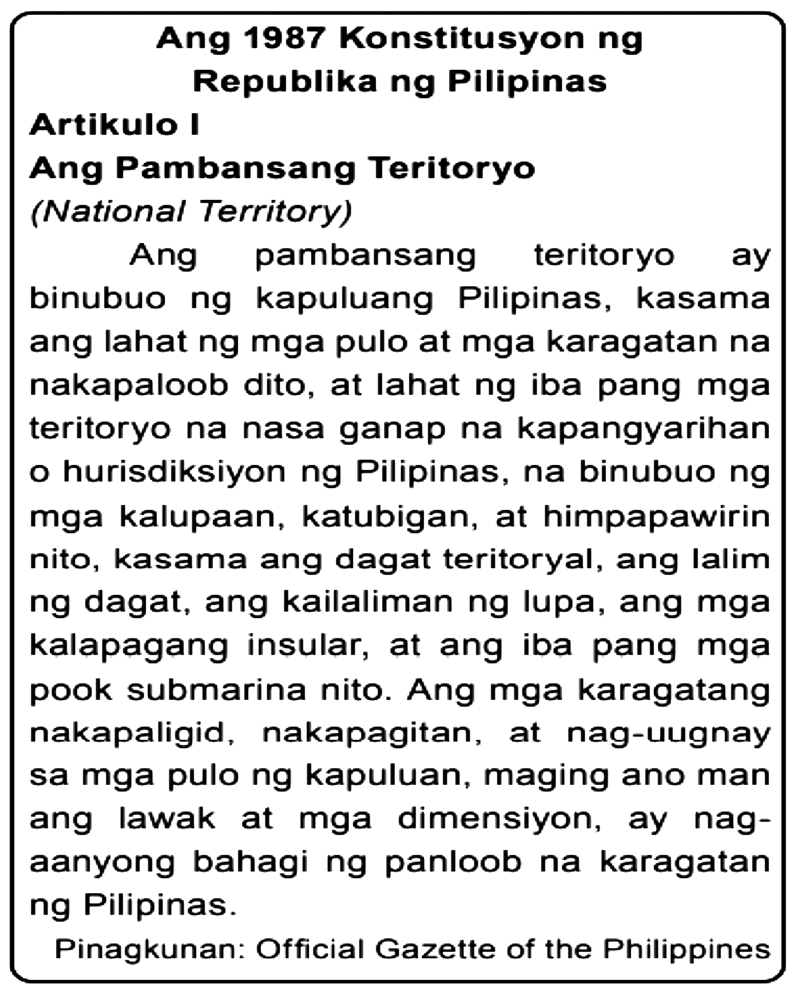 Ang 1987 Konstitusyon ng
Republika ng Pilipinas
Artikulo I
Ang Pambansang Teritoryo
(National Territory)
Ang pambansang teritoryo ay
binubuo ng kapuluang Pilipinas, kasama
ang lahat ng mga pulo at mga karagatan na
nakapaloob dito, at lahat ng iba pang mga
teritoryo na nasa ganap na kapangyarihan
o hurisdiksiyon ng Pilipinas, na binubuo ng
mga kalupaan, katubigan, at himpapawirin
nito, kasama ang dagat teritoryal, ang lalim
ng dagat, ang kailaliman ng lupa, ang mga
kalapagang insular, at ang iba pang mga
pook submarina nito. Ang mga karagatang
nakapaligid, nakapagitan, at nag-uugnay
sa mga pulo ng kapuluan, maging ano man
ang lawak at mga dimensiyon, ay nag-
aanyong bahagi ng panloob na karagatan
ng Pilipinas.
Pinagkunan: Official Gazette of the Philippines